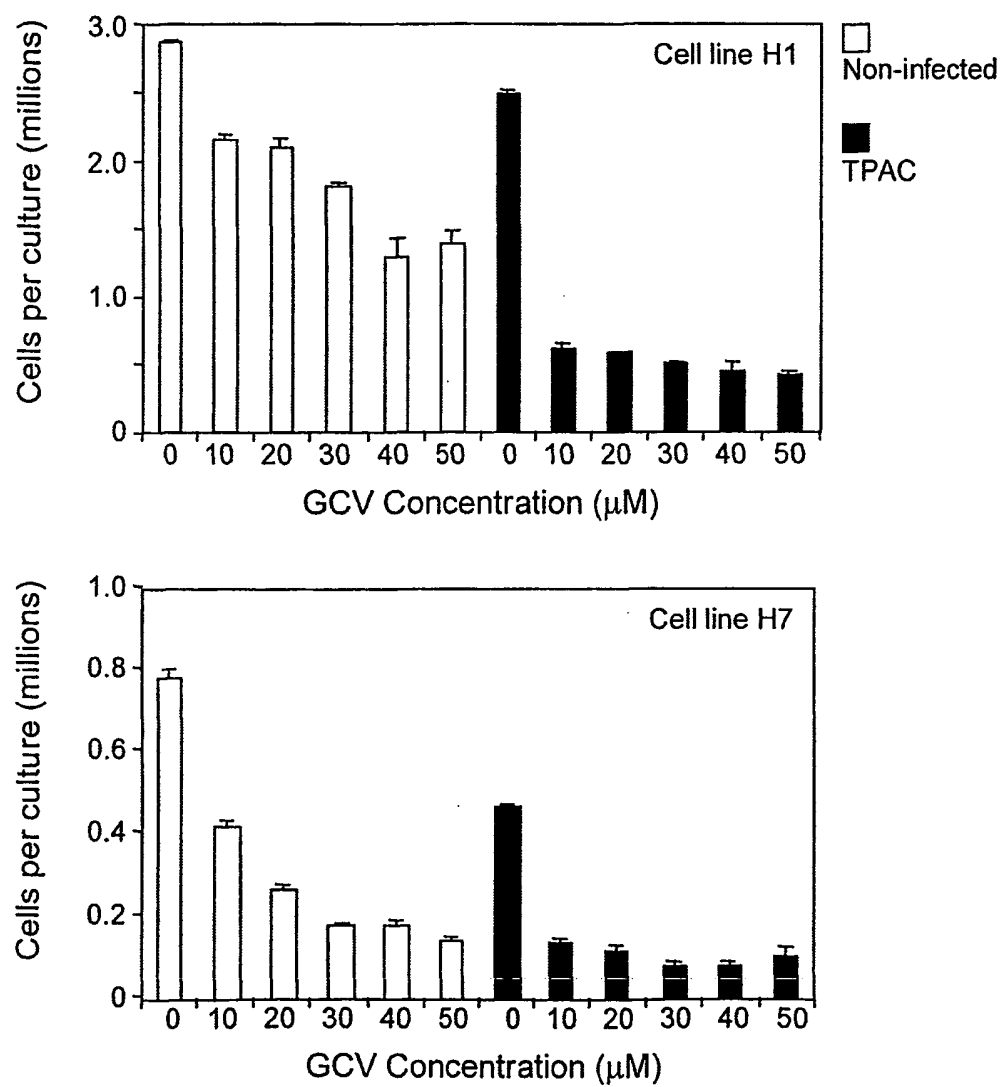 Cells per culture (millions)
3.0
2.0
1.0
0
Cell line H1
Non-infected
TPAC
0 10 20 30 40 50 0 10 20 30 40 50
GCV Concentration (μM)
Cells per culture (millions)
1.0
0.8
0.6
0.4
0.2
0
Cell line H7
0 10 20 30 40 50 0 10 20 30 40 50
GCV Concentration (μM)